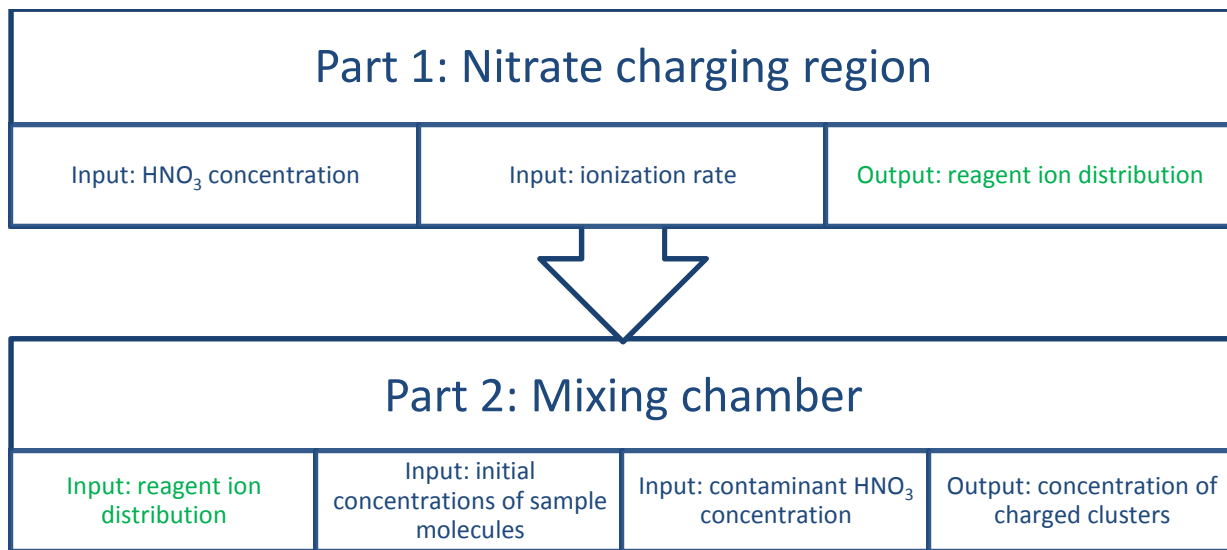 Part 1: Nitrate charging region
Input: HNO₃ concentration
Input: ionization rate
Output: reagent ion distribution
Part 2: Mixing chamber
Input: reagent ion
distribution
Input: initial
concentrations of sample
molecules
Input: contaminant HNO₃
concentration
Output: concentration of
charged clusters